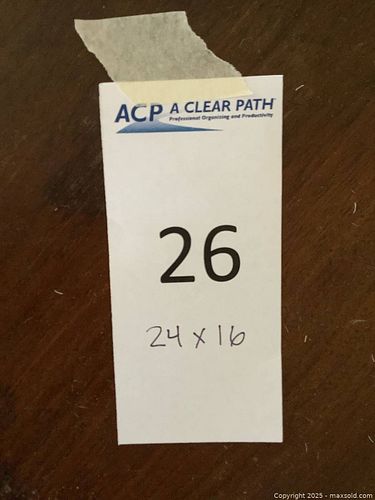 ACP A CLEAR PATH
Professional Organizing and Productivity
26
24 x 16
Copyright 2025 - maxsold.com